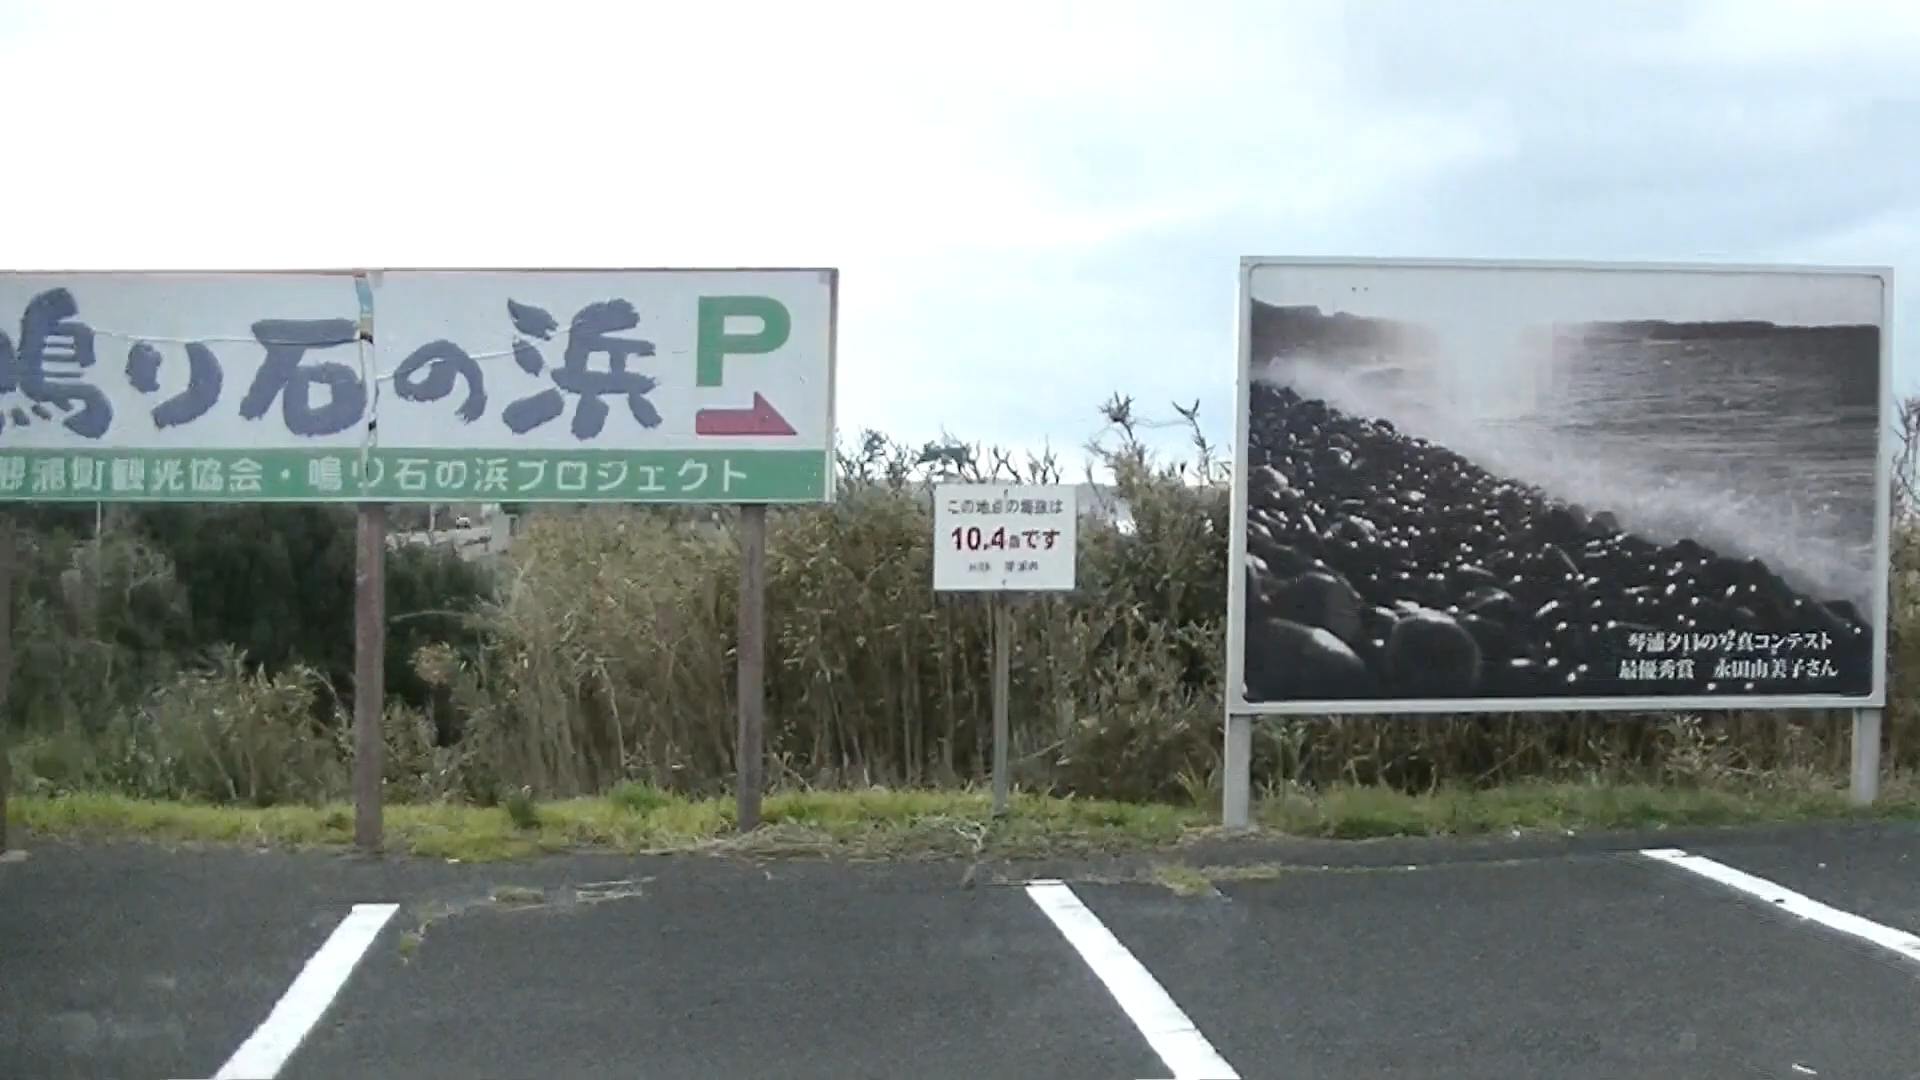 鳴り石の浜 P
琴浦町観光協会・鳴り石の浜プロジェクト
この地点の海抜は
10.4mです
琴浦夕日の写真コンテスト
最優秀賞 永田由美子さん